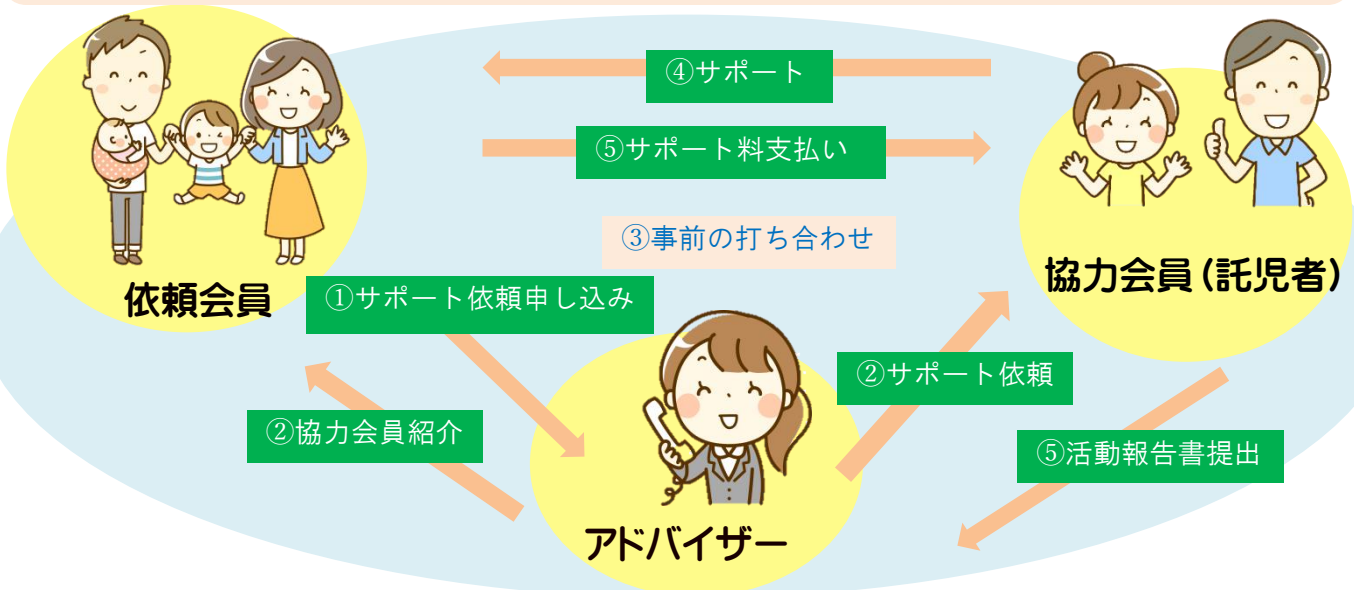 ④サポート
⑤サポート料支払い
③事前の打ち合わせ
依頼会員
協力会員(託児者)
①サポート依頼申し込み
②サポート依頼
②協力会員紹介
⑤活動報告書提出
アドバイザー